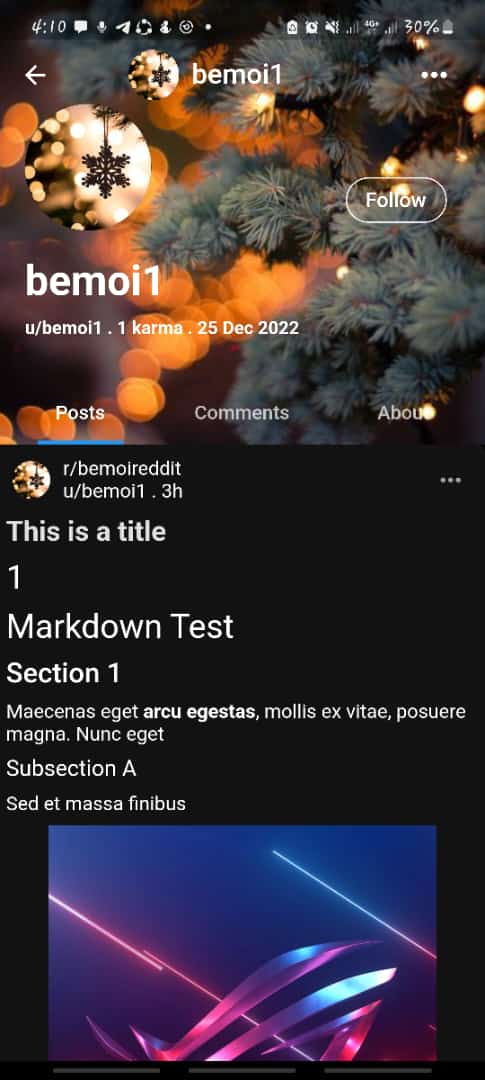 4:10
4G+
30%
bemoi1
Follow
bemoi1
u/bemoi1 . 1 karma . 25 Dec 2022
Posts Comments About
r/bemoireddit
u/bemoi1 . 3h
This is a title
1
Markdown Test
Section 1
Maecenas eget arcu egestas, mollis ex vitae, posuere
magna. Nunc eget
Subsection A
Sed et massa finibus